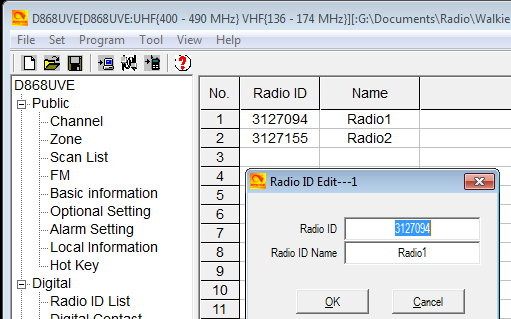 D868UVE[D868UVE:UHF{400 - 490 MHz} VHF{136 - 174 MHz}][:G:\Documents\Radio\Walkie
File Set Program Tool View Help
D868UVE
Public
Channel
Zone
Scan List
FM
Basic information
Optional Setting
Alarm Setting
Local Information
Hot Key
Digital
Radio ID List
Digital Contact
No. Radio ID Name
1 3127094 Radio1
2 3127155 Radio2
3
4
5
6
7
8
9
10
11
Radio ID Edit---1
Radio ID 3127094
Radio ID Name Radio1
OK Cancel